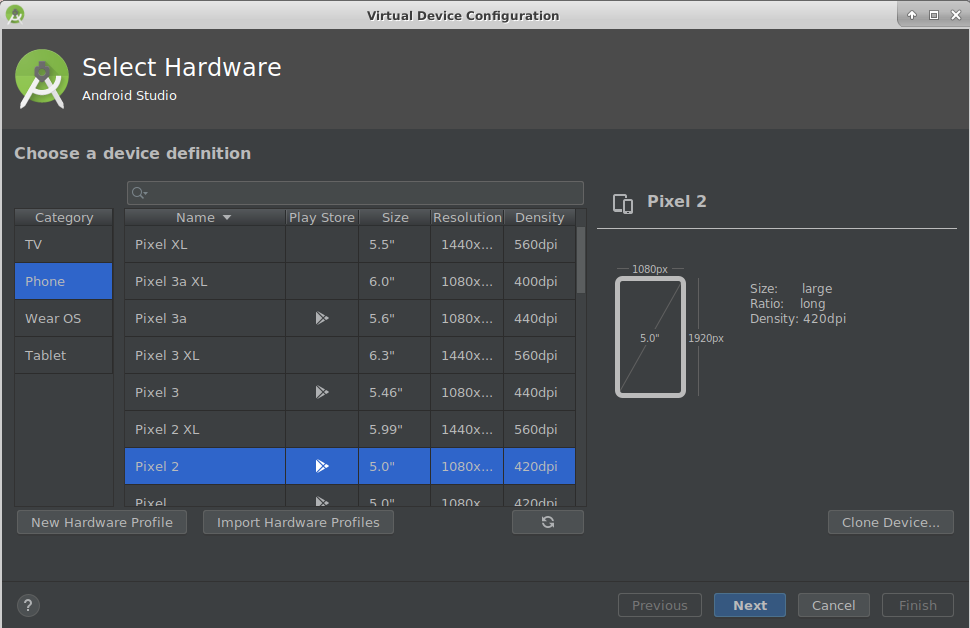 Virtual Device Configuration
Select Hardware
Android Studio
Choose a device definition
Category
TV
Phone
Wear OS
Tablet
Name Play Store Size Resolution Density
Pixel XL 5.5" 1440x... 560dpi
Pixel 3a XL 6.0" 1080x... 400dpi
Pixel 3a 5.6" 1080x... 440dpi
Pixel 3 XL 6.3" 1440x... 560dpi
Pixel 3 5.46" 1080x... 440dpi
Pixel 2 XL 5.99" 1440x... 560dpi
Pixel 2 5.0" 1080x... 420dpi
Pixel 5.0" 1080x... 420dpi
New Hardware Profile Import Hardware Profiles
Pixel 2
1080px
5.0"
1920px
Size: large
Ratio: long
Density: 420dpi
Clone Device...
?
Previous Next Cancel Finish